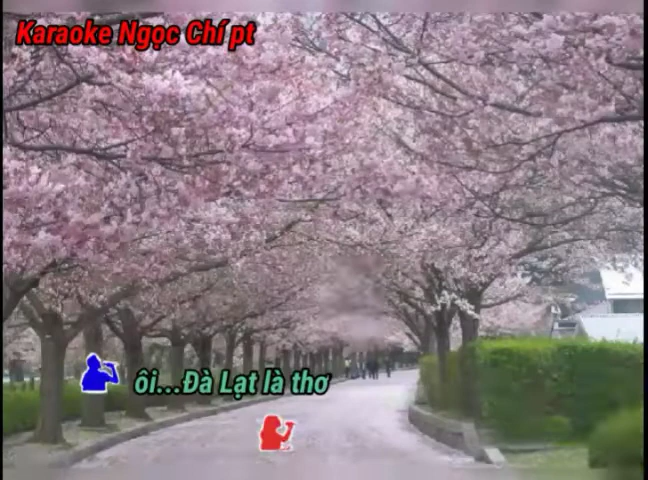 Karaoke Ngọc Chí pt
ôi...Đà Lạt là thơ